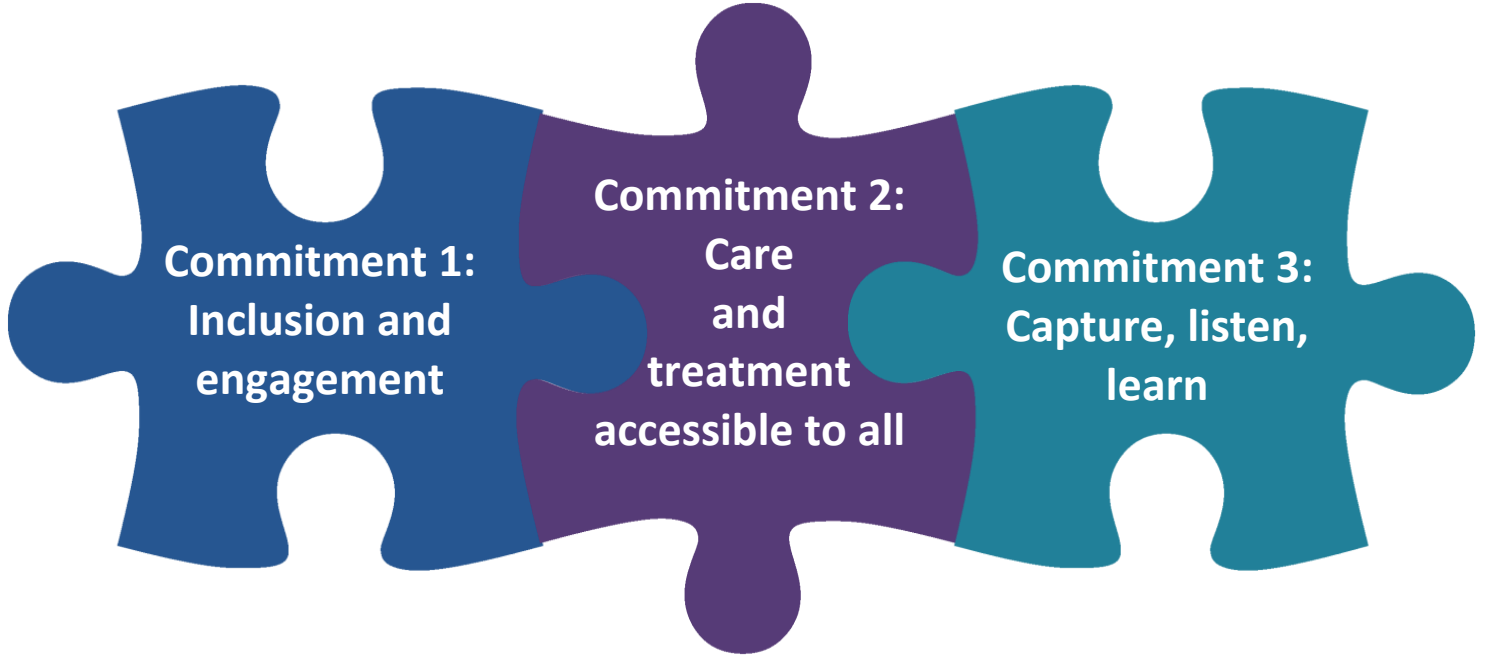 Commitment 1:
Inclusion and
engagement
Commitment 2:
Care
and
treatment
accessible to all
Commitment 3:
Capture, listen,
learn